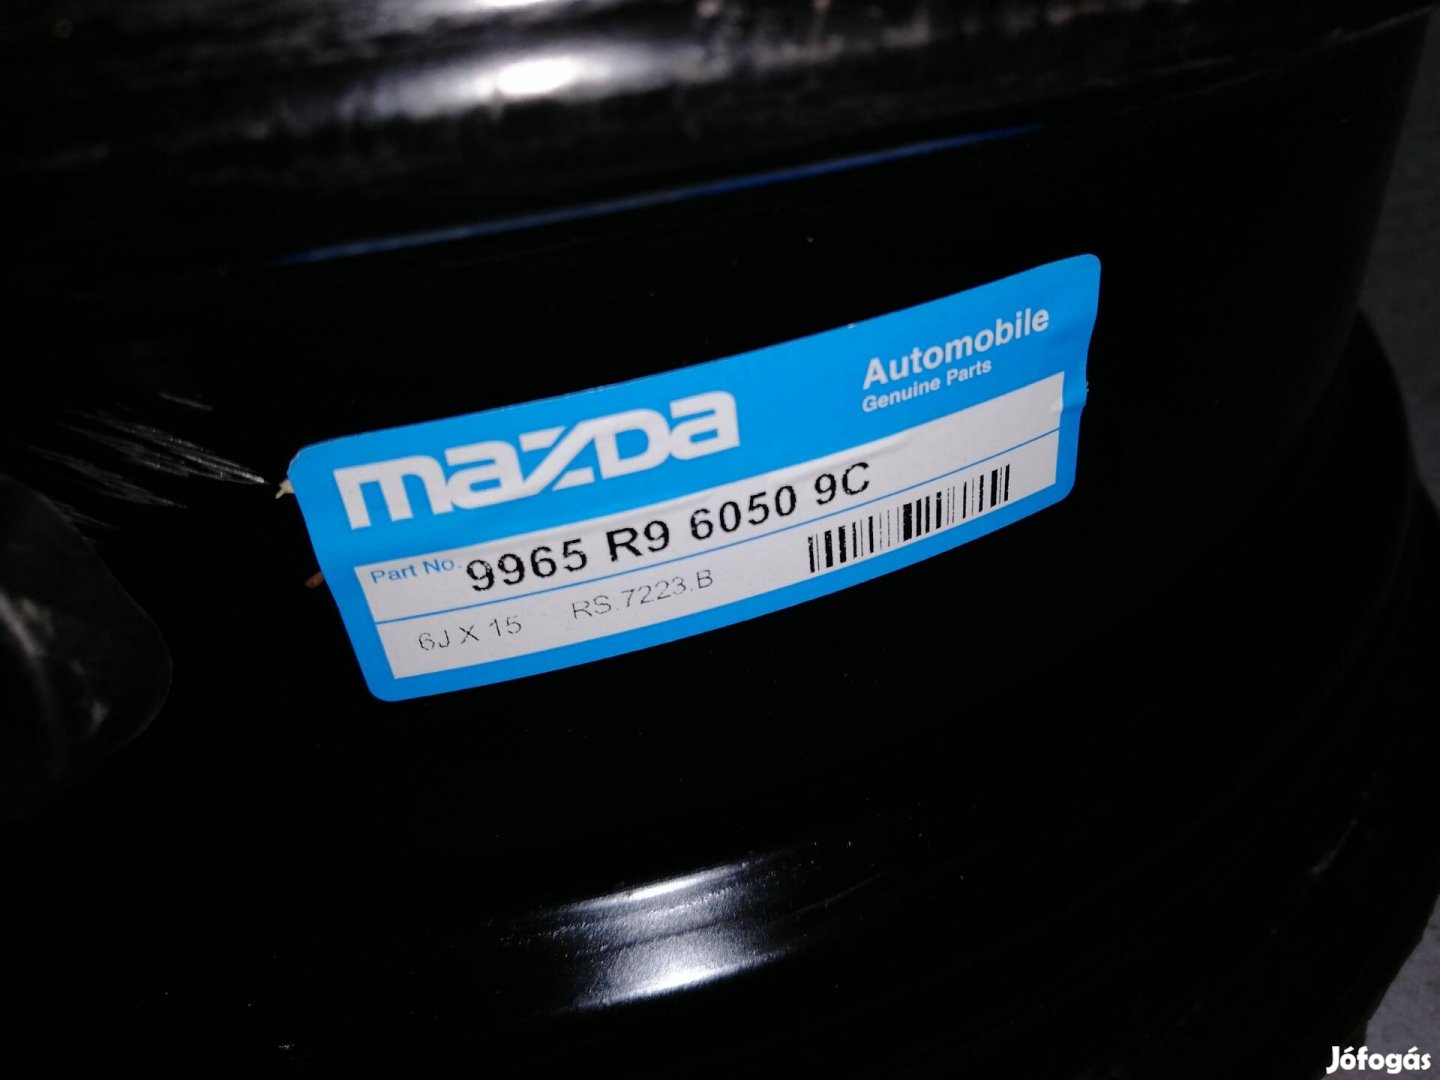 mazda
Automobile
Genuine Parts
Part No. 9965 R9 6050 9C
6J X 15 RS.7223.B
Jófogás